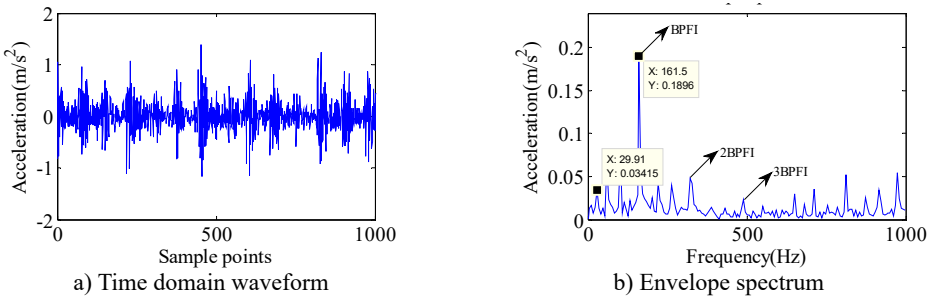 2
1
0
-1
-2
Acceleration(m/s2)
0
500
1000
Sample points
a) Time domain waveform
0.2
0.15
0.1
0.05
0
Acceleration(m/s2)
BPFI
X: 161.5
Y: 0.1896
X: 29.91
Y: 0.03415
2BPFI
3BPFI
0
500
1000
Frequency(Hz)
b) Envelope spectrum